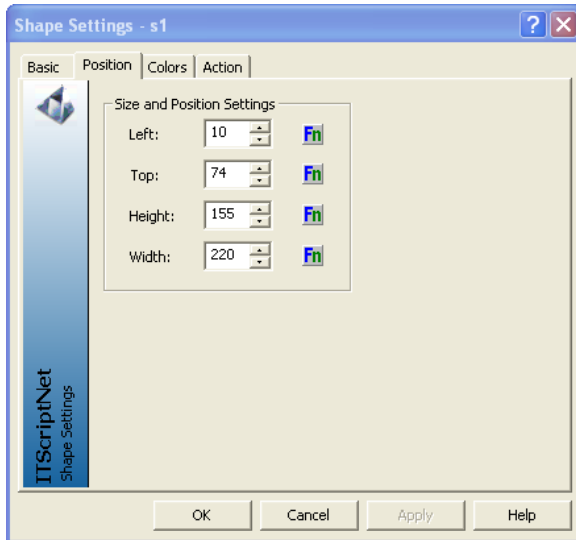 Shape Settings - s1
Basic Position Colors Action
Size and Position Settings
Left: 10 Fn
Top: 74 Fn
Height: 155 Fn
Width: 220 Fn
ITScriptNet
Shape Settings
OK Cancel Apply Help